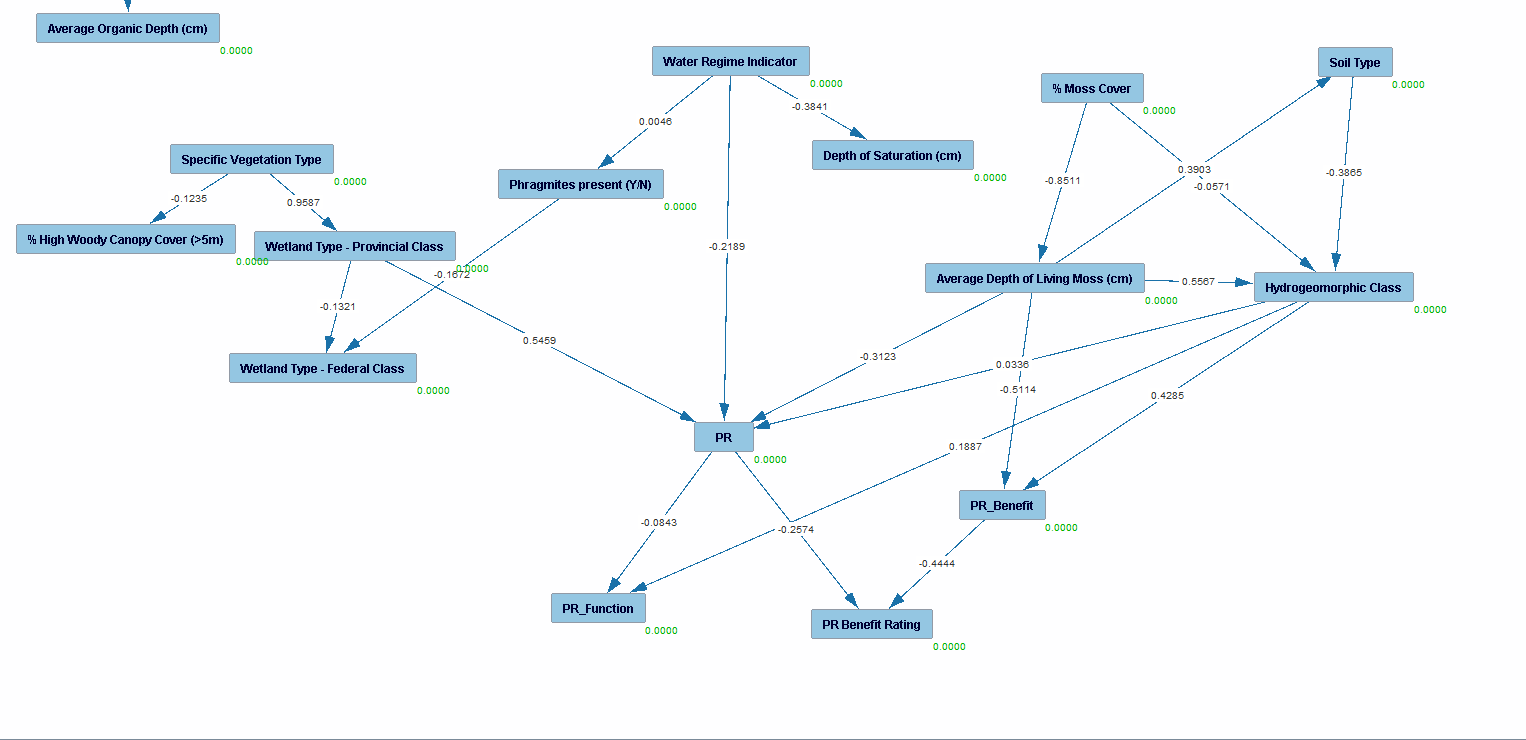 Average Organic Depth (cm)
0.0000
Water Regime Indicator
0.0000
Soil Type
0.0000
% Moss Cover
0.0000
-0.3841
0.0046
Depth of Saturation (cm)
0.0000
Specific Vegetation Type
0.0000
Phragmites present (Y/N)
0.0000
0.3903
-0.0571
-0.3865
-0.8511
-0.1235
0.9587
% High Woody Canopy Cover (>5m)
0.0000
Wetland Type - Provincial Class
0.0000
-0.1672
-0.2189
Average Depth of Living Moss (cm)
0.0000
0.5567
Hydrogeomorphic Class
0.0000
-0.1321
0.5459
-0.3123
0.0336
Wetland Type - Federal Class
0.0000
-0.5114
0.4285
PR
0.0000
0.1887
PR_Benefit
0.0000
-0.0843
-0.2574
-0.4444
PR_Function
0.0000
PR Benefit Rating
0.0000